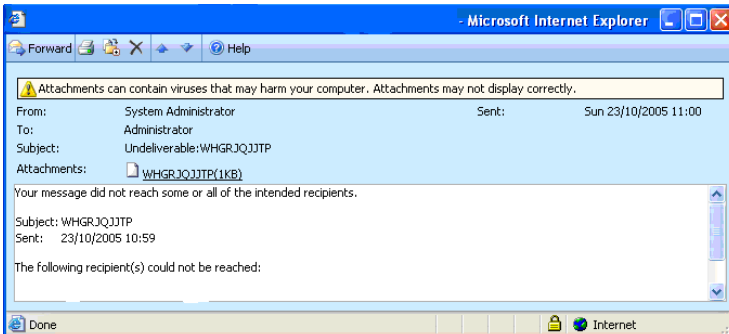 - Microsoft Internet Explorer
Forward Help
Attachments can contain viruses that may harm your computer. Attachments may not display correctly.
From: System Administrator Sent: Sun 23/10/2005 11:00
To: Administrator
Subject: Undeliverable:WHGRJQJJTP
Attachments: WHGRJQJJTP(1KB)
Your message did not reach some or all of the intended recipients.
Subject: WHGRJQJJTP
Sent: 23/10/2005 10:59
The following recipient(s) could not be reached:
Done Internet